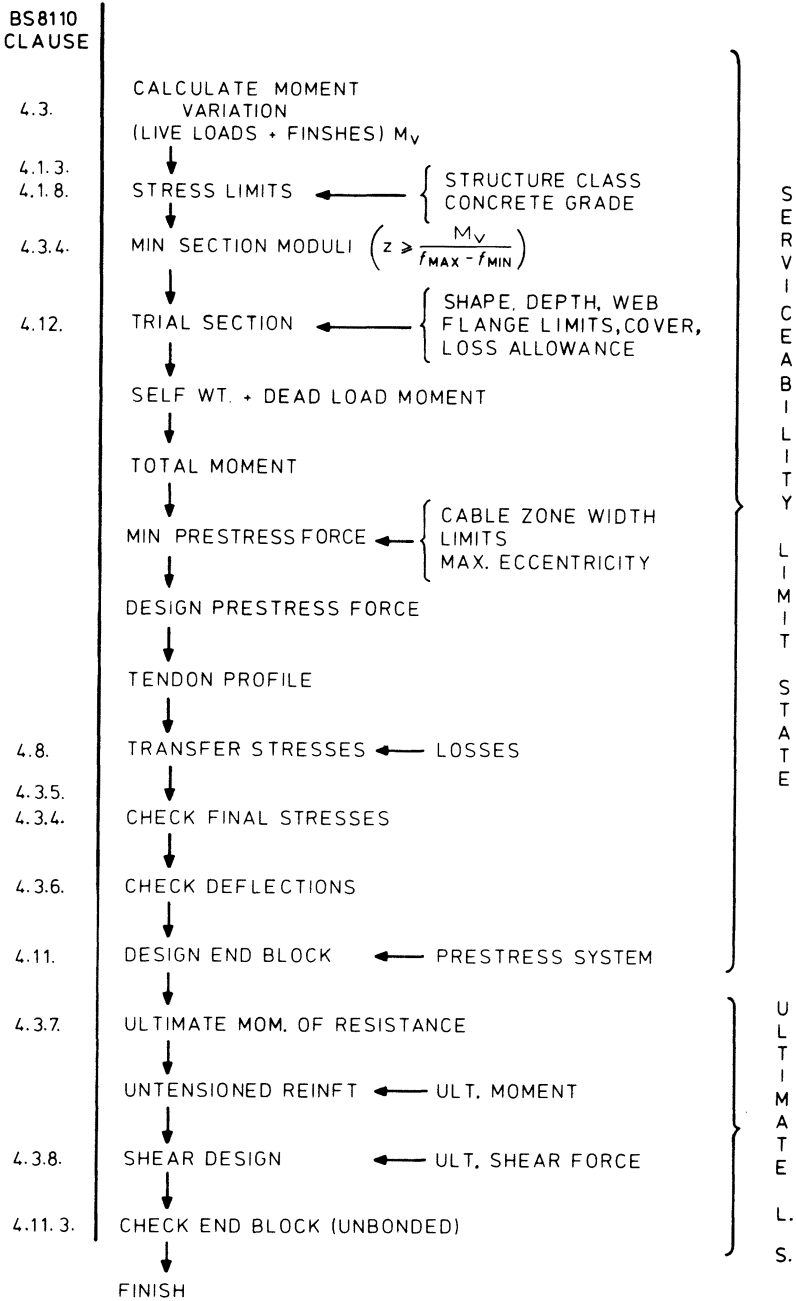 BS8110
CLAUSE
4.3.
CALCULATE MOMENT
VARIATION
(LIVE LOADS + FINSHES) MV
4.1.3.
4.1.8.
STRESS LIMITS
STRUCTURE CLASS
CONCRETE GRADE
4.3.4.
MIN SECTION MODULI (z ⩾ MV / fMAX - fMIN)
4.12.
TRIAL SECTION
SHAPE, DEPTH, WEB
FLANGE LIMITS, COVER,
LOSS ALLOWANCE
SELF WT. + DEAD LOAD MOMENT
TOTAL MOMENT
MIN PRESTRESS FORCE
CABLE ZONE WIDTH
LIMITS
MAX. ECCENTRICITY
DESIGN PRESTRESS FORCE
TENDON PROFILE
4.8.
TRANSFER STRESSES
LOSSES
4.3.5.
4.3.4.
CHECK FINAL STRESSES
4.3.6.
CHECK DEFLECTIONS
4.11.
DESIGN END BLOCK
PRESTRESS SYSTEM
SERVICEABILITY LIMIT STATE
4.3.7.
ULTIMATE MOM. OF RESISTANCE
UNTENSIONED REINFT
ULT. MOMENT
4.3.8.
SHEAR DESIGN
ULT. SHEAR FORCE
4.11.3.
CHECK END BLOCK (UNBONDED)
ULTIMATE L. S.
FINISH